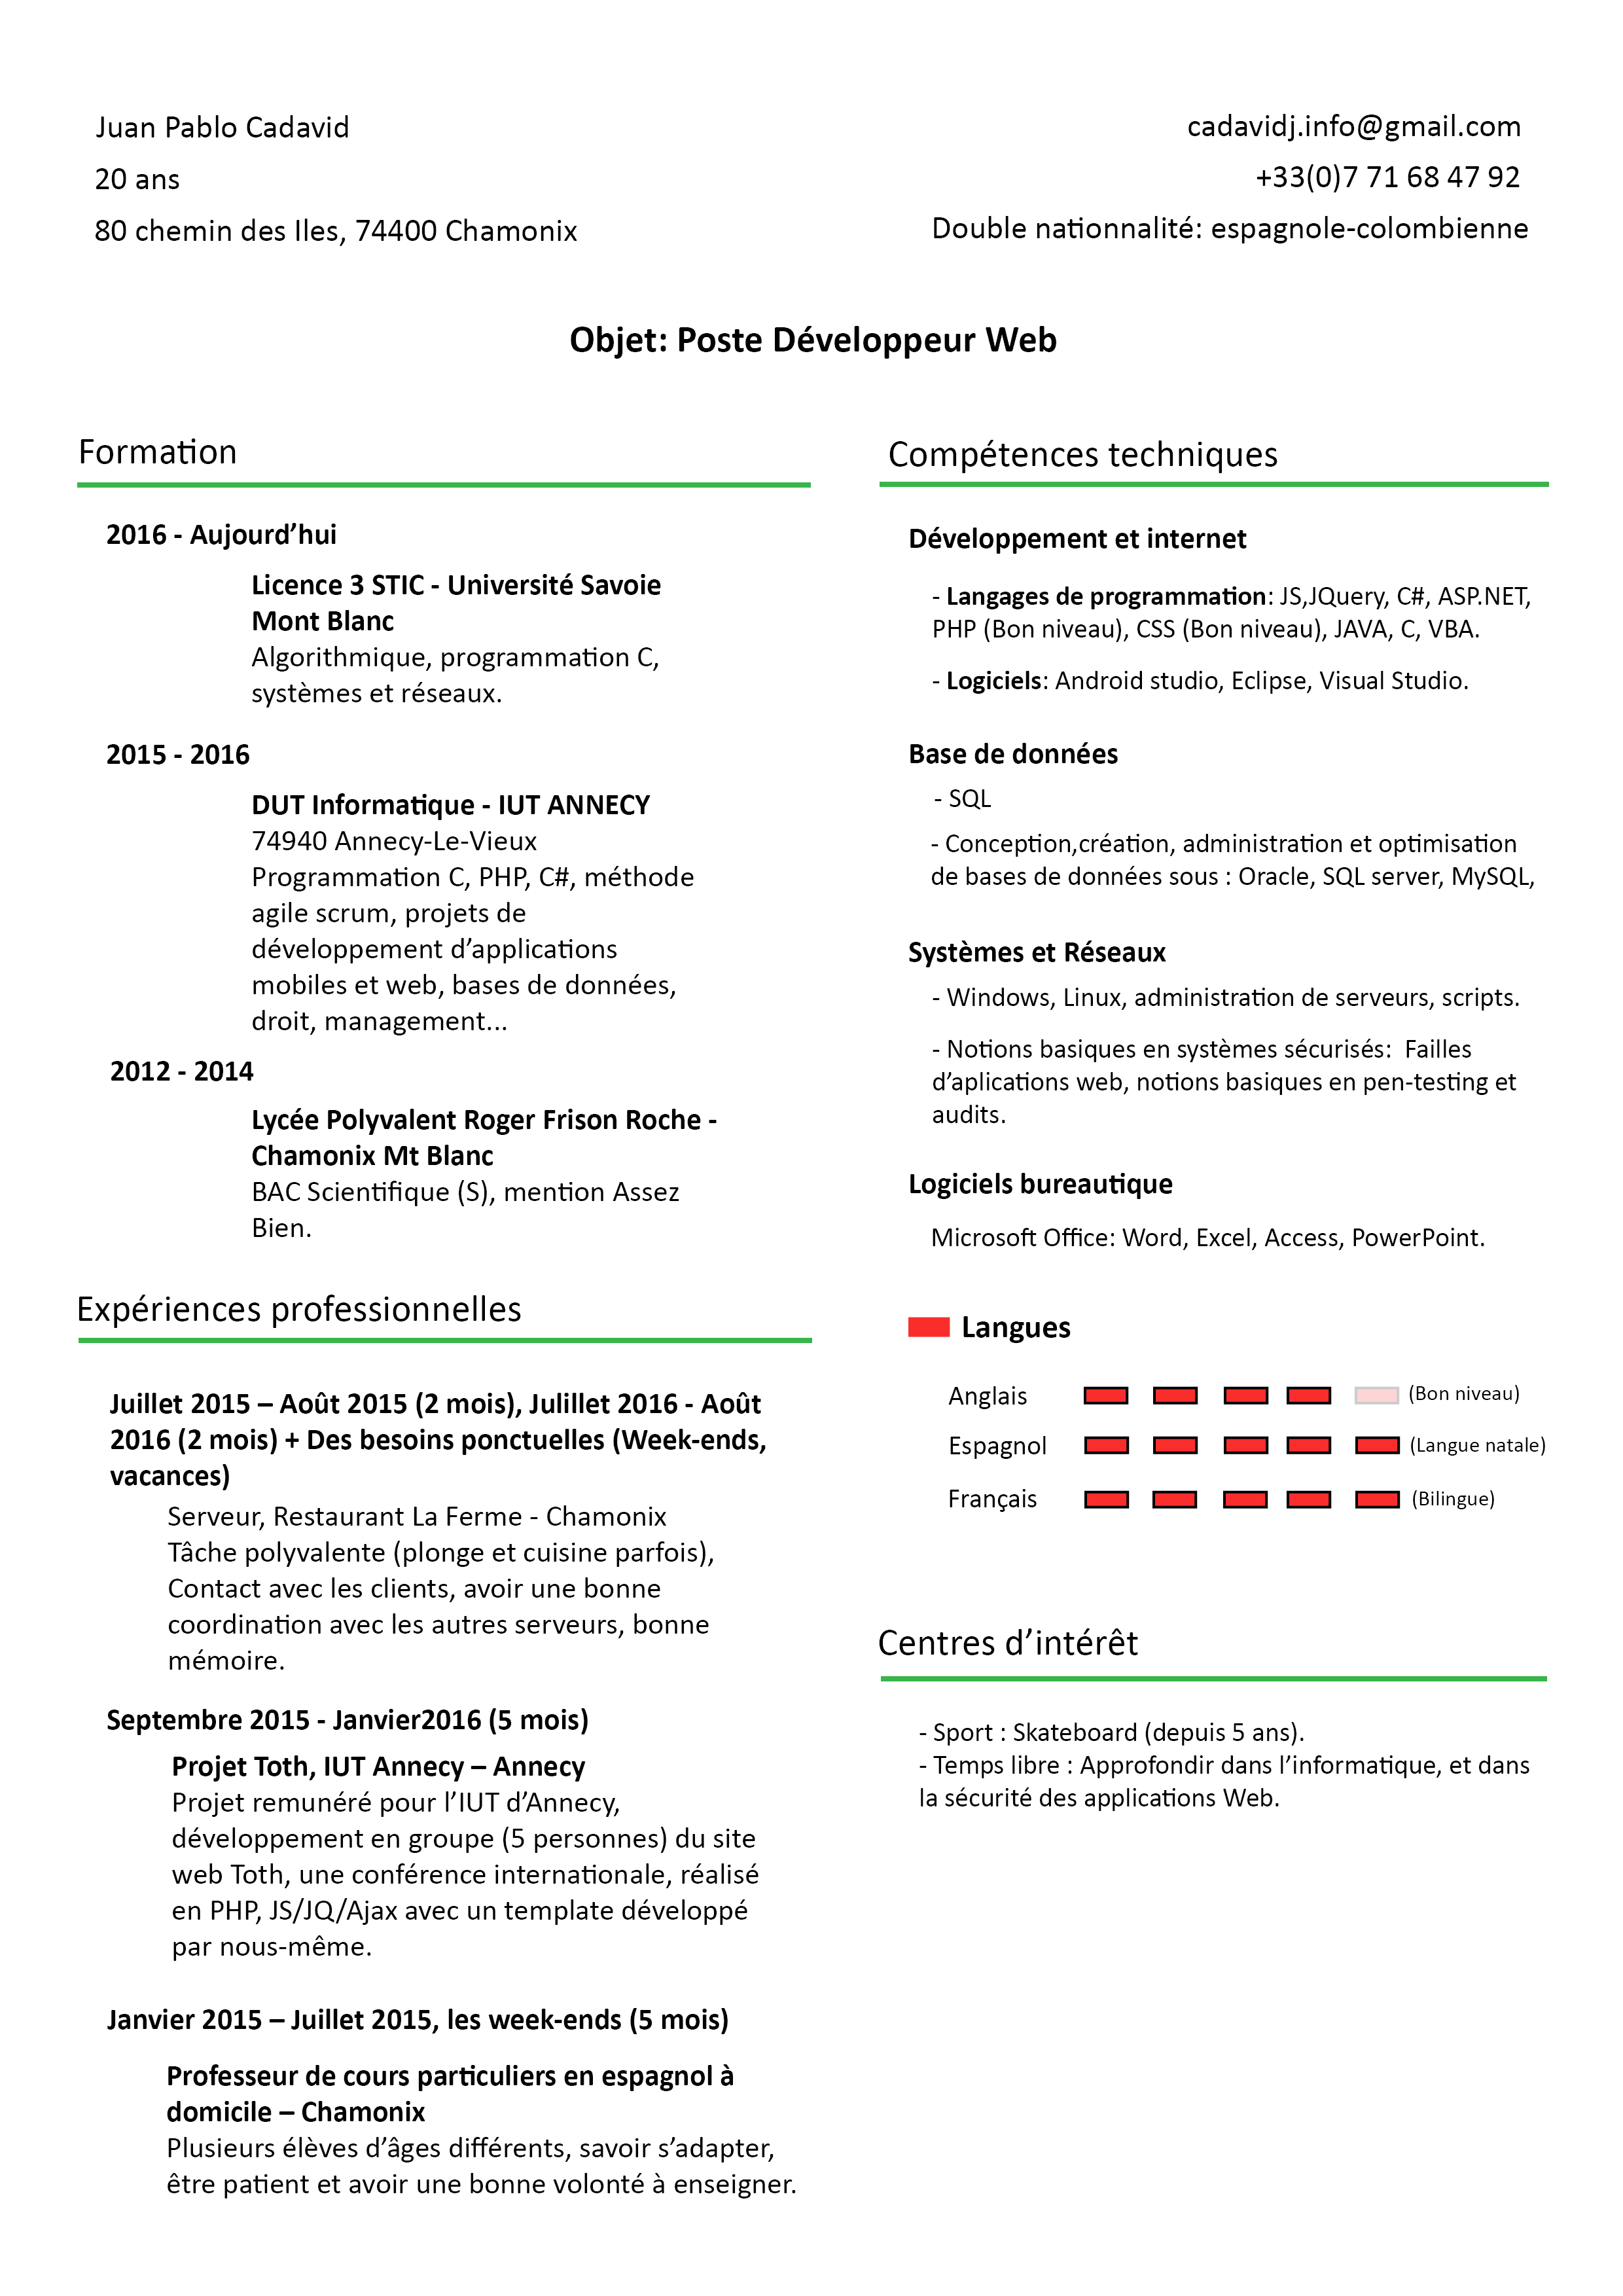 Juan Pablo Cadavid
20 ans
80 chemin des Iles, 74400 Chamonix
cadavidj.info@gmail.com
+33(0)7 71 68 47 92
Double nationnalité: espagnole-colombienne
Objet: Poste Développeur Web
Formation
2016 - Aujourd’hui
Licence 3 STIC - Université Savoie
Mont Blanc
Algorithmique, programmation C,
systèmes et réseaux.
2015 - 2016
DUT Informatique - IUT ANNECY
74940 Annecy-Le-Vieux
Programmation C, PHP, C#, méthode
agile scrum, projets de
développement d’applications
mobiles et web, bases de données,
droit, management...
2012 - 2014
Lycée Polyvalent Roger Frison Roche -
Chamonix Mt Blanc
BAC Scientifique (S), mention Assez
Bien.
Expériences professionnelles
Juillet 2015 – Août 2015 (2 mois), Julillet 2016 - Août
2016 (2 mois) + Des besoins ponctuelles (Week-ends,
vacances)
Serveur, Restaurant La Ferme - Chamonix
Tâche polyvalente (plonge et cuisine parfois),
Contact avec les clients, avoir une bonne
coordination avec les autres serveurs, bonne
mémoire.
Septembre 2015 - Janvier2016 (5 mois)
Projet Toth, IUT Annecy – Annecy
Projet remunéré pour l’IUT d’Annecy,
développement en groupe (5 personnes) du site
web Toth, une conférence internationale, réalisé
en PHP, JS/JQ/Ajax avec un template développé
par nous-même.
Janvier 2015 – Juillet 2015, les week-ends (5 mois)
Professeur de cours particuliers en espagnol à
domicile – Chamonix
Plusieurs élèves d’âges différents, savoir s’adapter,
être patient et avoir une bonne volonté à enseigner.
Compétences techniques
Développement et internet
- Langages de programmation: JS,JQuery, C#, ASP.NET,
PHP (Bon niveau), CSS (Bon niveau), JAVA, C, VBA.
- Logiciels: Android studio, Eclipse, Visual Studio.
Base de données
- SQL
- Conception,création, administration et optimisation
de bases de données sous : Oracle, SQL server, MySQL,
Systèmes et Réseaux
- Windows, Linux, administration de serveurs, scripts.
- Notions basiques en systèmes sécurisés:  Failles
d’aplications web, notions basiques en pen-testing et
audits.
Logiciels bureautique
Microsoft Office: Word, Excel, Access, PowerPoint.
Langues
Anglais (Bon niveau)
Espagnol (Langue natale)
Français (Bilingue)
Centres d’intérêt
- Sport : Skateboard (depuis 5 ans).
- Temps libre : Approfondir dans l’informatique, et dans
la sécurité des applications Web.